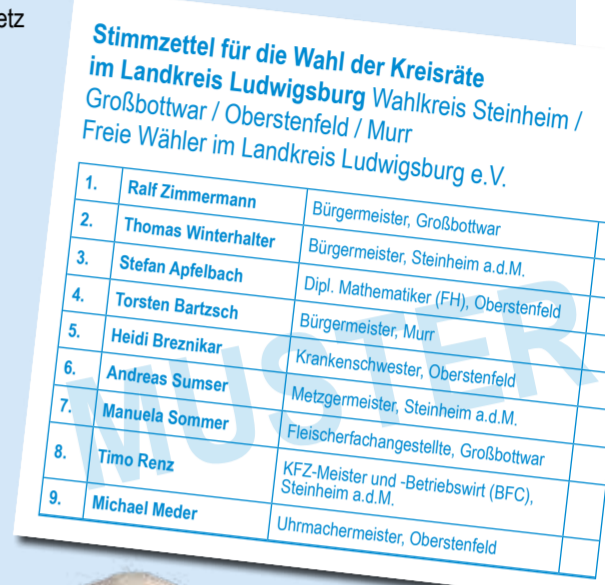 etz
Stimmzettel für die Wahl der Kreisräte
im Landkreis Ludwigsburg Wahlkreis Steinheim /
Großbottwar / Oberstenfeld / Murr
Freie Wähler im Landkreis Ludwigsburg e.V.
1. Ralf Zimmermann Bürgermeister, Großbottwar
2. Thomas Winterhalter Bürgermeister, Steinheim a.d.M.
3. Stefan Apfelbach Dipl. Mathematiker (FH), Oberstenfeld
4. Torsten Bartzsch Bürgermeister, Murr
5. Heidi Breznikar Krankenschwester, Oberstenfeld
6. Andreas Sumser Metzgermeister, Steinheim a.d.M.
7. Manuela Sommer Fleischerfachangestellte, Großbottwar
8. Timo Renz KFZ-Meister und -Betriebswirt (BFC),
Steinheim a.d.M.
9. Michael Meder Uhrmachermeister, Oberstenfeld
MUSTER